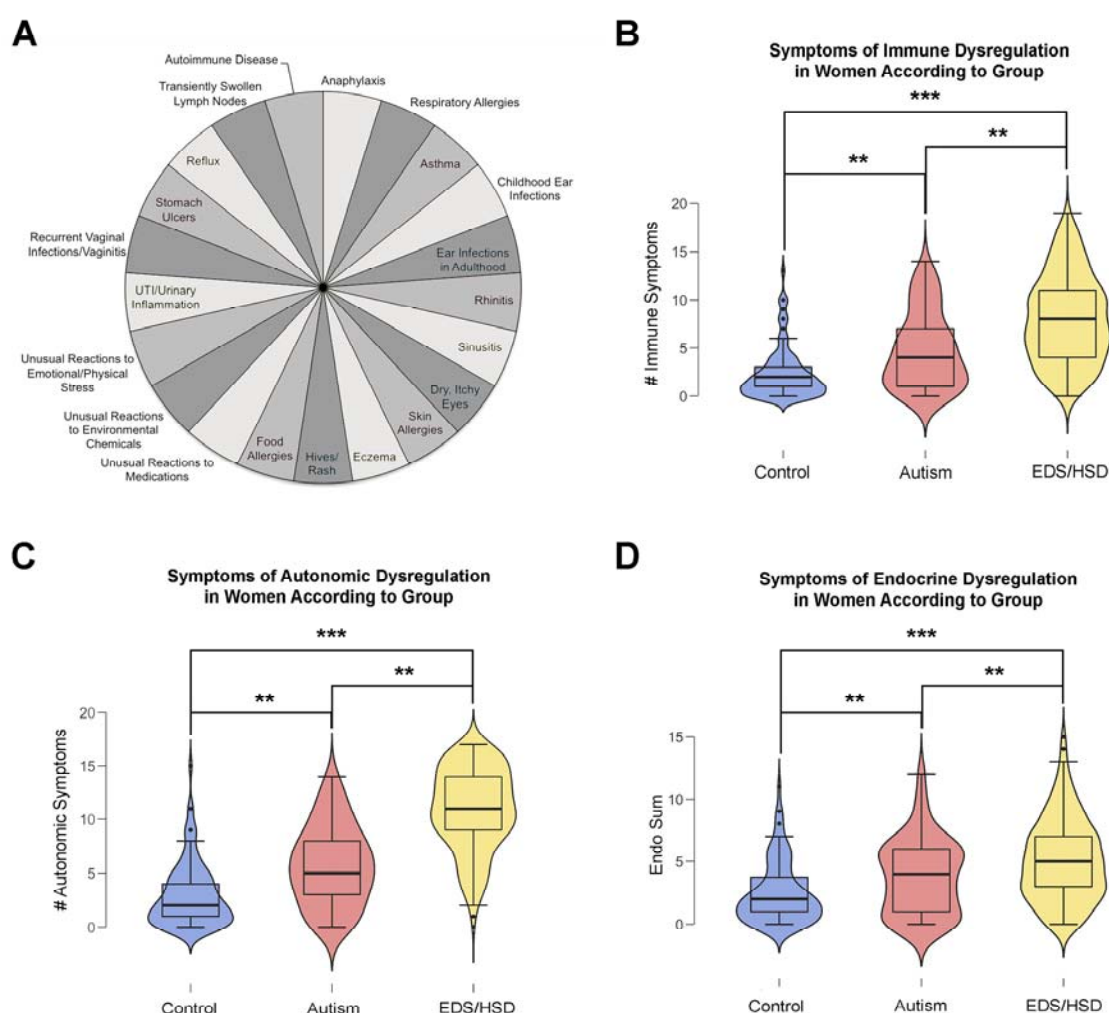 A
Autoimmune Disease
Transiently Swollen
Lymph Nodes
Anaphylaxis
Respiratory Allergies
Reflux
Asthma
Childhood Ear
Infections
Stomach
Ulcers
Recurrent Vaginal
Infections/Vaginitis
Ear Infections
in Adulthood
UTI/Urinary
Inflammation
Rhinitis
Sinusitis
Unusual Reactions to
Emotional/Physical
Stress
Dry, Itchy
Eyes
Skin
Allergies
Unusual Reactions
to Environmental
Chemicals
Food
Allergies
Hives/
Rash
Eczema
Unusual Reactions to
Medications
B
Symptoms of Immune Dysregulation
in Women According to Group
***
**
**
# Immune Symptoms
20
15
10
5
0
Control
Autism
EDS/HSD
C
Symptoms of Autonomic Dysregulation
in Women According to Group
***
**
**
# Autonomic Symptoms
20
15
10
5
0
Control
Autism
EDS/HSD
D
Symptoms of Endocrine Dysregulation
in Women According to Group
***
**
**
Endo Sum
15
10
5
0
Control
Autism
EDS/HSD